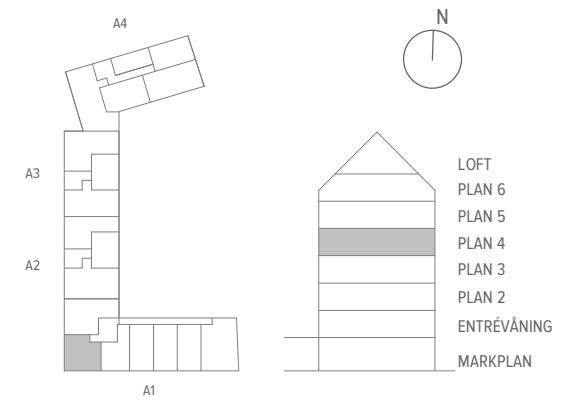 A4
N
A3
A2
A1
LOFT
PLAN 6
PLAN 5
PLAN 4
PLAN 3
PLAN 2
ENTRÉVÅNING
MARKPLAN